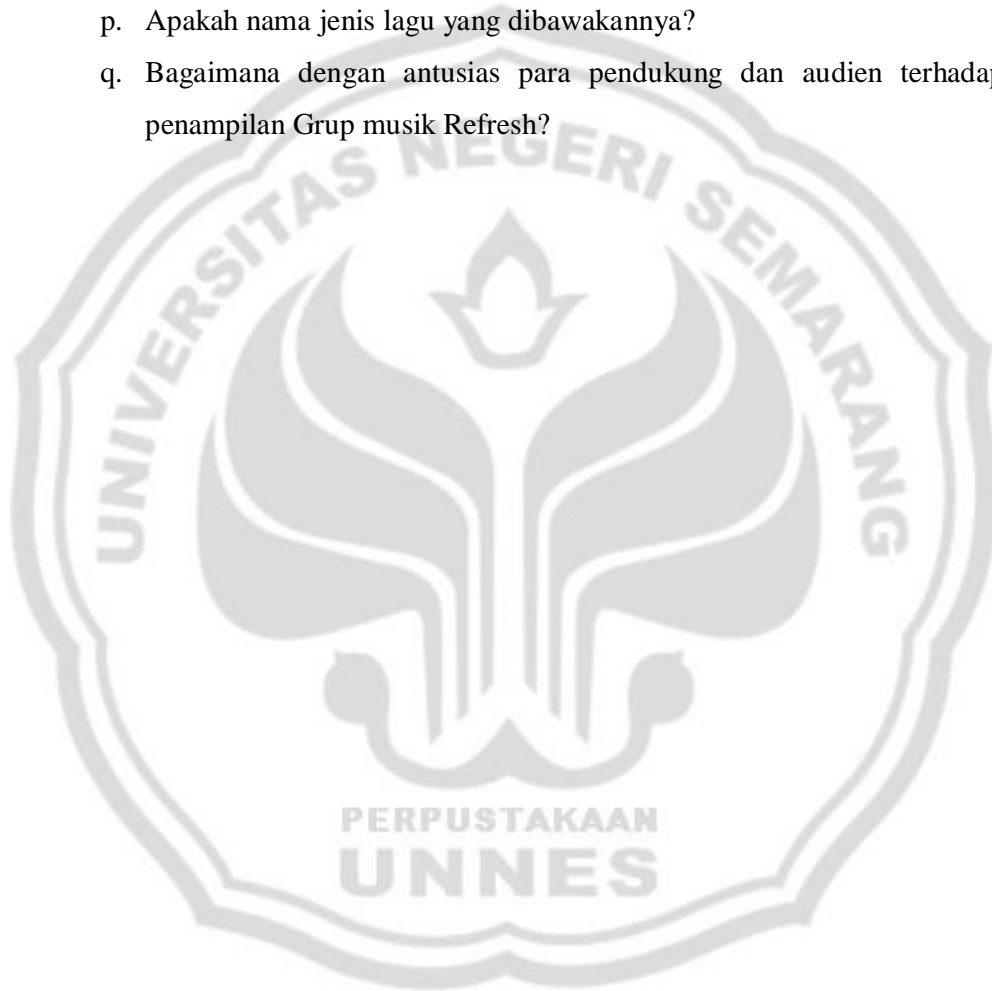 p. Apakah nama jenis lagu yang dibawakannya?
q. Bagaimana dengan antusias para pendukung dan audien terhadap
penampilan Grup musik Refresh?
UNIVERSITAS NEGERI SEMARANG
PERPUSTAKAAN
UNNES